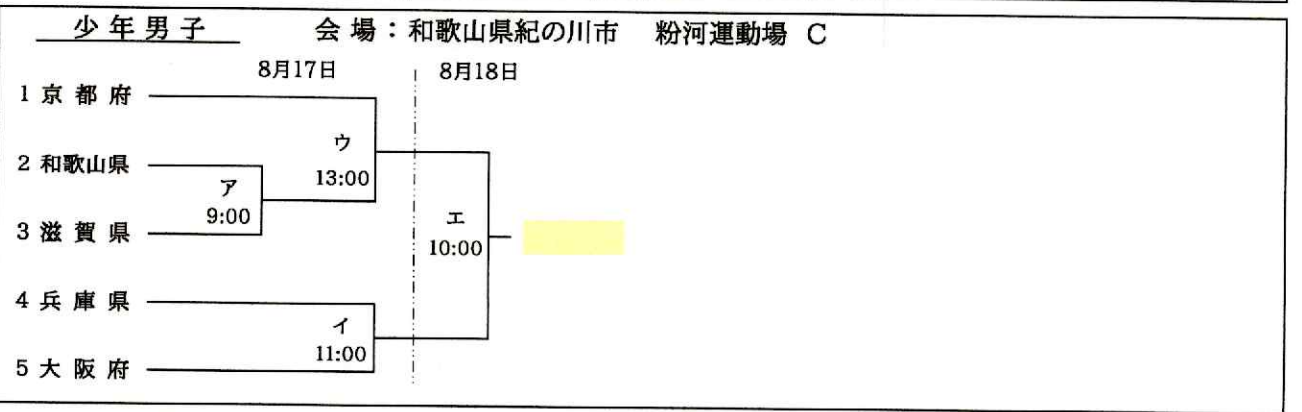 少年男子 会場：和歌山県紀の川市 粉河運動場 C
8月17日 8月18日
1 京都府
ウ
2 和歌山県
13:00
ア
9:00
エ
3 滋賀県
10:00
4 兵庫県
イ
11:00
5 大阪府